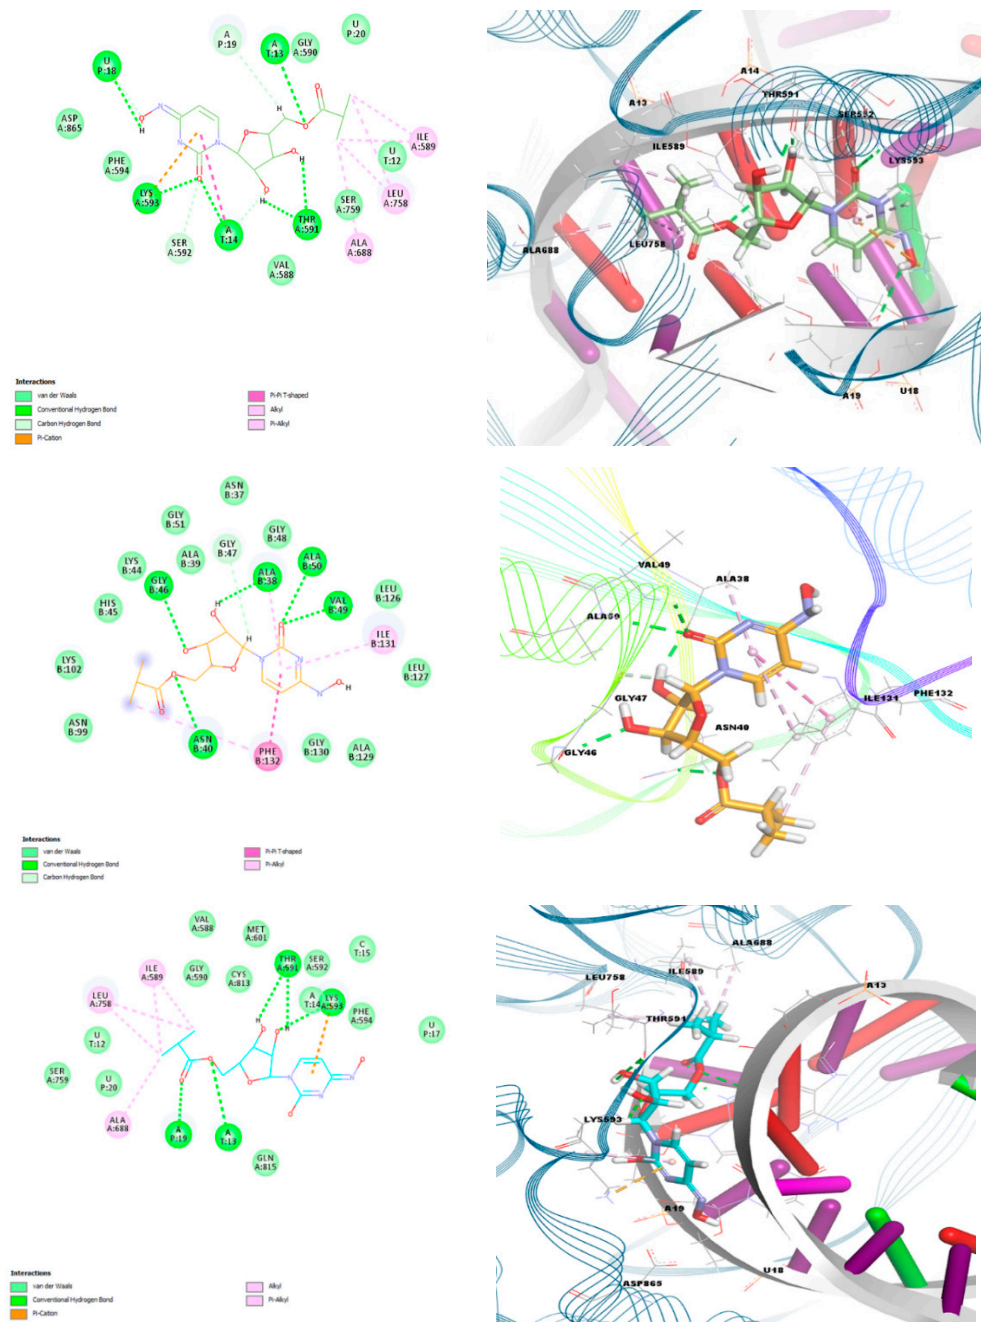 A
P:19
A
T:13
GLY
A:590
U
P:20
U
P:18
ASP
A:865
PHE
A:594
LYS
A:593
SER
A:592
A
T:14
VAL
A:588
THR
A:591
SER
A:759
U
T:12
ILE
A:589
LEU
A:758
ALA
A:688
H
O
N
N
N
O
O
O
O
H
O
H
O
Interactions
van der Waals
Conventional Hydrogen Bond
Carbon Hydrogen Bond
Pi-Cation
Pi-Pi T-shaped
Alkyl
Pi-Alkyl
A14
A13
THR591
SER592
ILE589
LYS593
LEU758
ALA688
A19
U18
ASN
B:37
GLY
B:51
GLY
B:47
GLY
B:48
LYS
B:44
ALA
B:39
GLY
B:46
ALA
B:38
ALA
B:50
HIS
B:45
VAL
B:49
LEU
B:126
ILE
B:131
LYS
B:102
LEU
B:127
ASN
B:99
ASN
B:40
PHE
B:132
GLY
B:130
ALA
B:129
Interactions
van der Waals
Conventional Hydrogen Bond
Carbon Hydrogen Bond
Pi-Pi T-shaped
Pi-Alkyl
VAL49
ALA38
ALA50
GLY47
ASN40
GLY46
ILE131
PHE132
VAL
A:588
MET
A:601
THR
A:591
SER
A:592
C
T:15
ILE
A:589
GLY
A:590
CYS
A:813
A
T:14
LYS
A:593
PHE
A:594
LEU
A:758
U
T:12
U
P:17
SER
A:759
U
P:20
ALA
A:688
A
P:19
A
T:13
GLN
A:815
Interactions
van der Waals
Conventional Hydrogen Bond
Pi-Cation
Alkyl
Pi-Alkyl
ALA688
LEU758
ILE589
A13
THR591
LYS593
A19
U18
ASP865